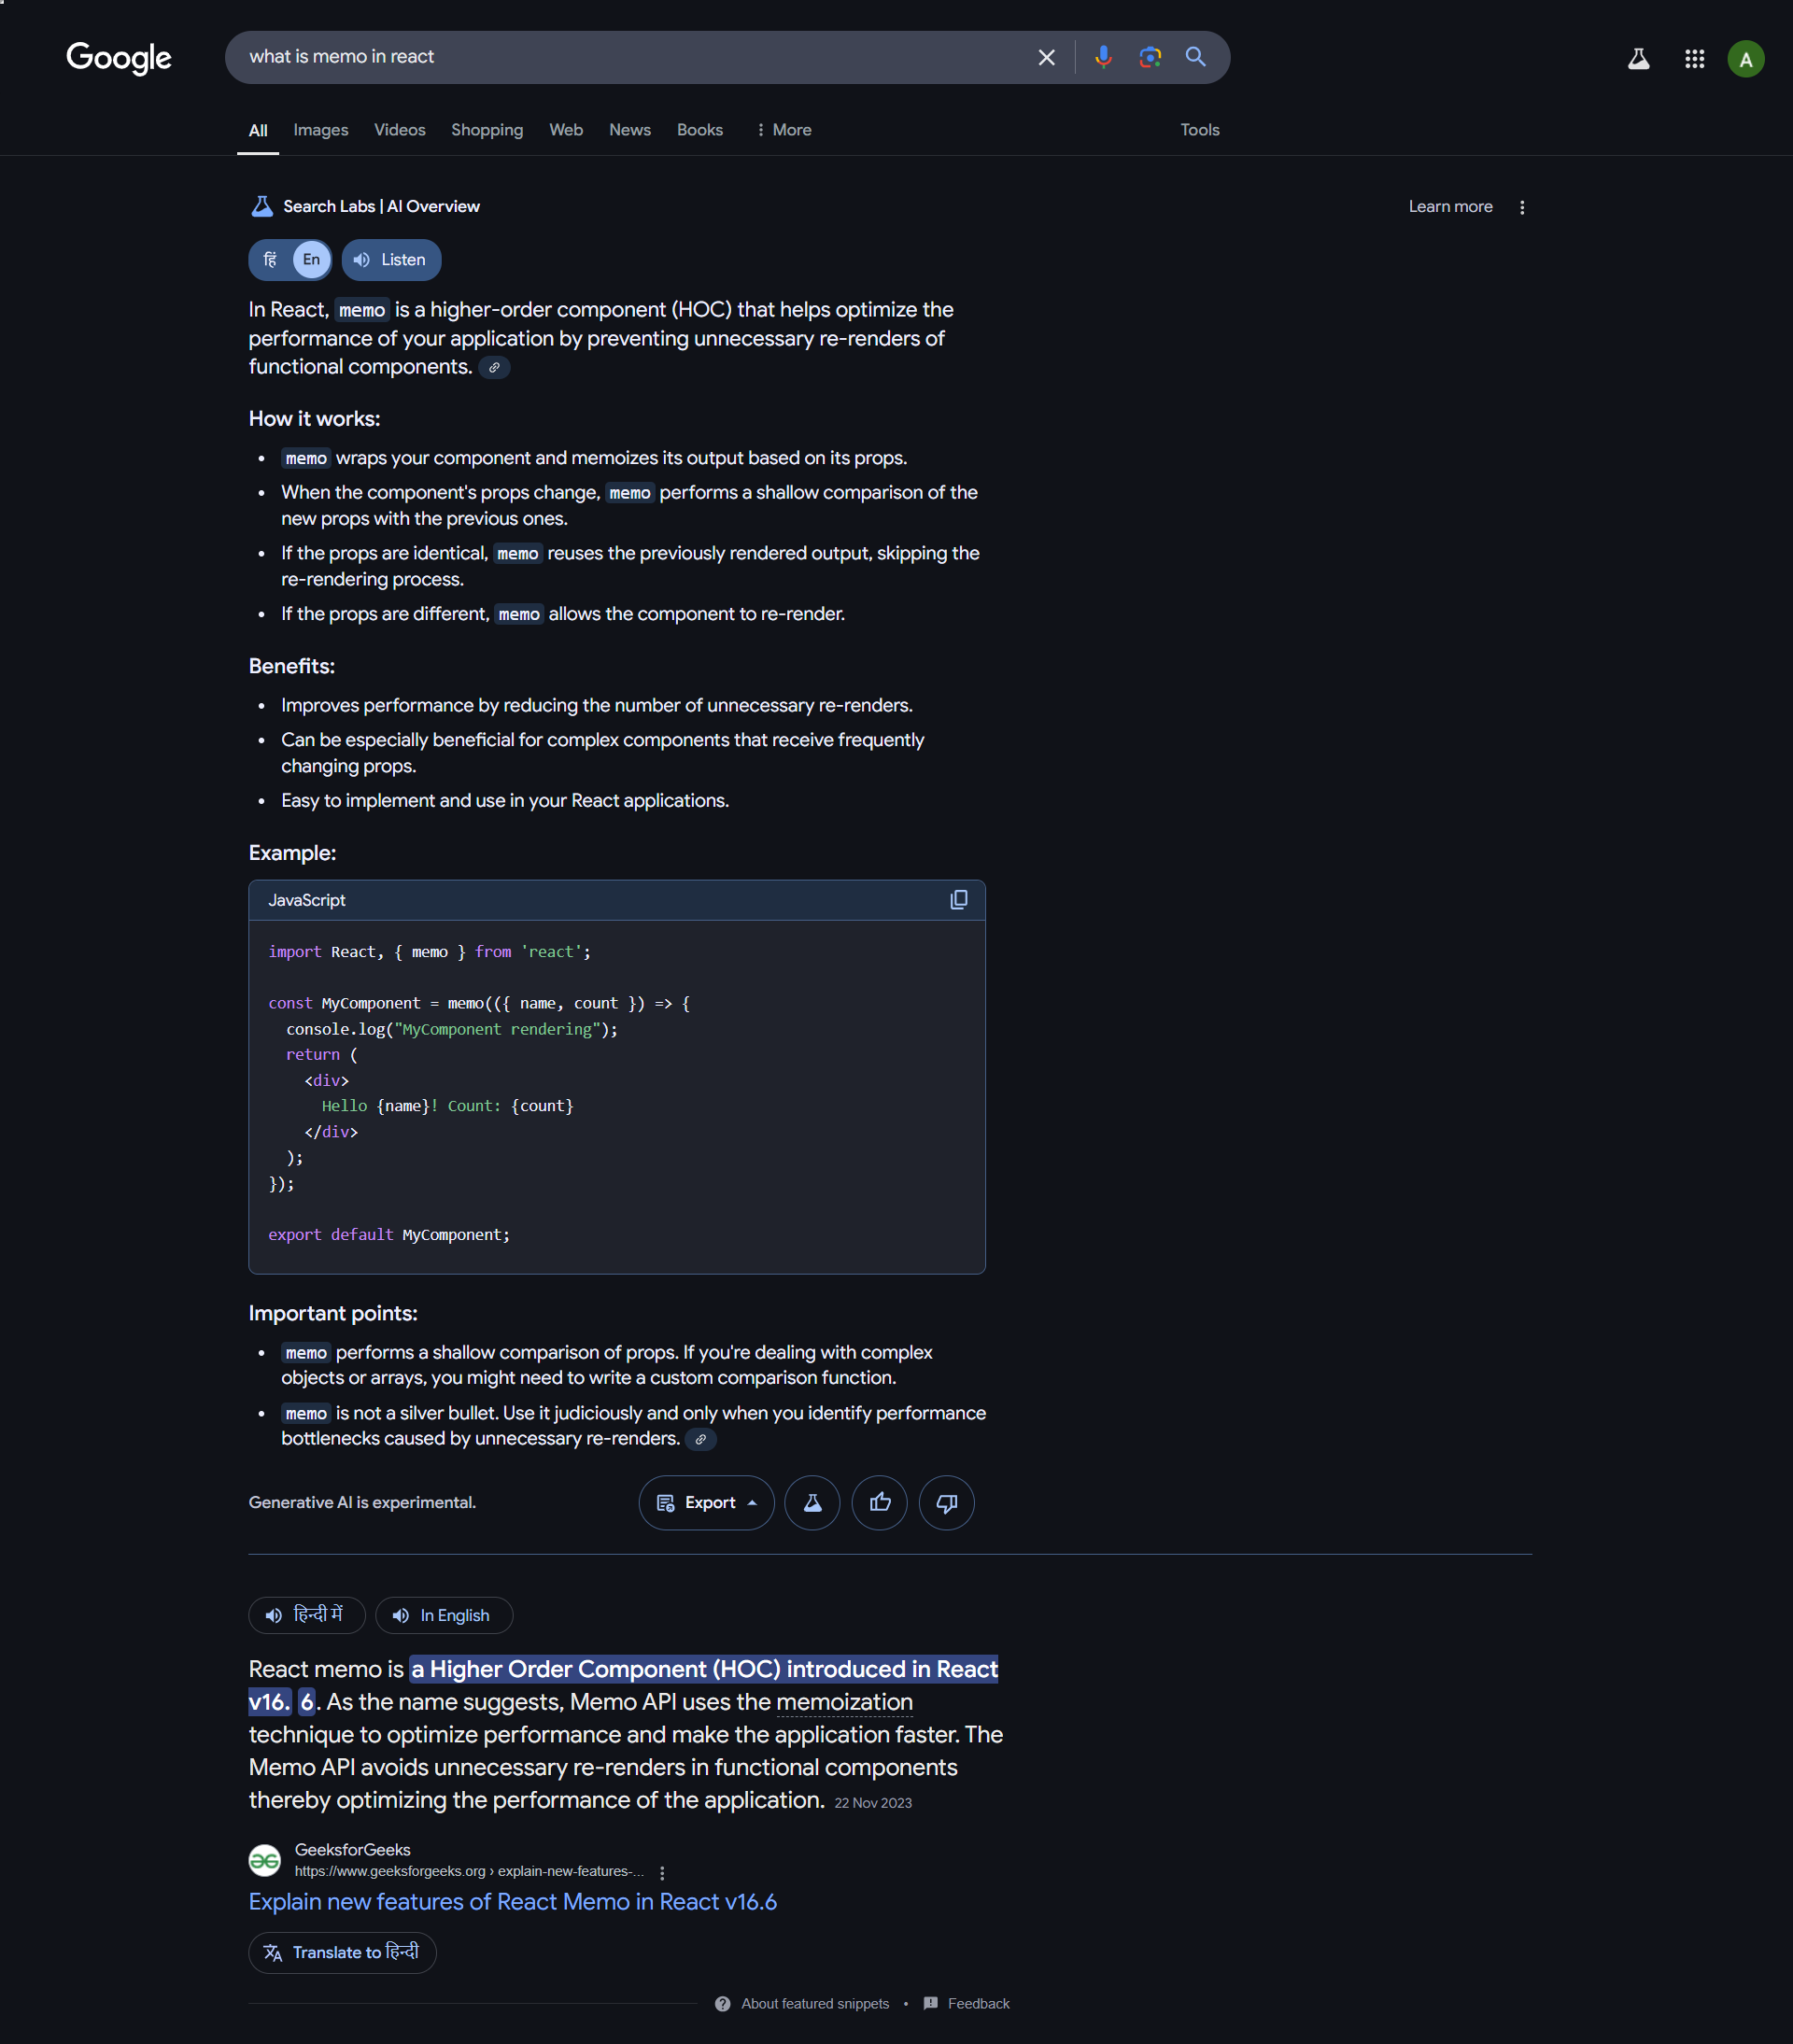 Google
what is memo in react
All Images Videos Shopping Web News Books More Tools
A
Search Labs | AI Overview
Learn more
हिं En Listen
In React, memo is a higher-order component (HOC) that helps optimize the
performance of your application by preventing unnecessary re-renders of
functional components.
How it works:
• memo wraps your component and memoizes its output based on its props.
• When the component's props change, memo performs a shallow comparison of the
new props with the previous ones.
• If the props are identical, memo reuses the previously rendered output, skipping the
re-rendering process.
• If the props are different, memo allows the component to re-render.
Benefits:
• Improves performance by reducing the number of unnecessary re-renders.
• Can be especially beneficial for complex components that receive frequently
changing props.
• Easy to implement and use in your React applications.
Example:
JavaScript
import React, { memo } from 'react';
const MyComponent = memo(({ name, count }) => {
console.log("MyComponent rendering");
return (
<div>
Hello {name}! Count: {count}
</div>
);
});
export default MyComponent;
Important points:
• memo performs a shallow comparison of props. If you're dealing with complex
objects or arrays, you might need to write a custom comparison function.
• memo is not a silver bullet. Use it judiciously and only when you identify performance
bottlenecks caused by unnecessary re-renders.
Generative AI is experimental.
Export
हिन्दी में In English
React memo is a Higher Order Component (HOC) introduced in React
v16. 6. As the name suggests, Memo API uses the memoization
technique to optimize performance and make the application faster. The
Memo API avoids unnecessary re-renders in functional components
thereby optimizing the performance of the application. 22 Nov 2023
GeeksforGeeks
https://www.geeksforgeeks.org › explain-new-features-...
Explain new features of React Memo in React v16.6
Translate to हिन्दी
About featured snippets • Feedback